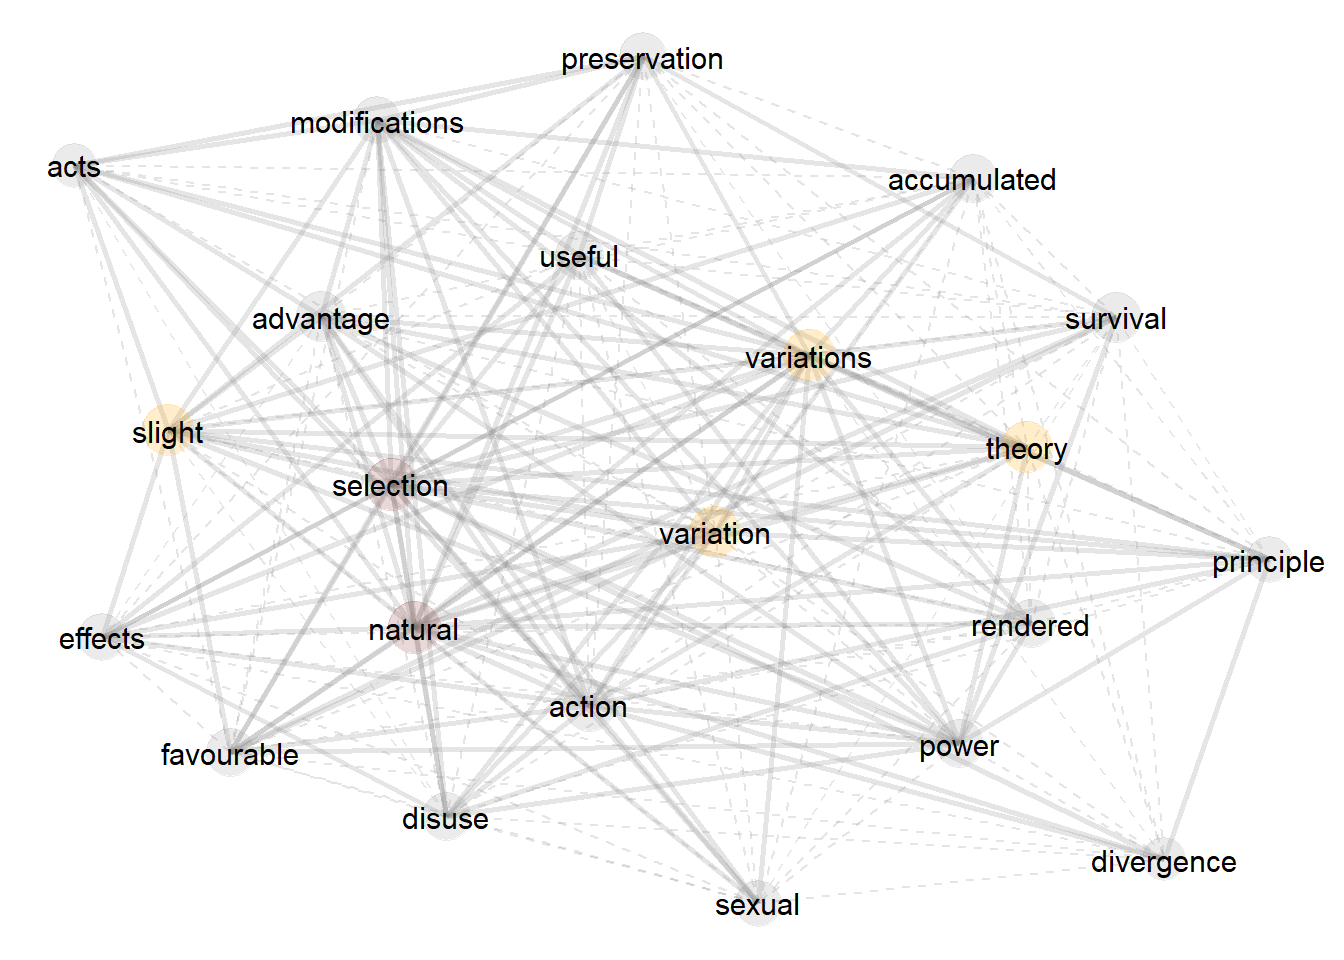 preservation
modifications
acts
accumulated
useful
advantage
survival
variations
slight
theory
selection
variation
principle
natural
rendered
effects
action
favourable
power
disuse
divergence
sexual